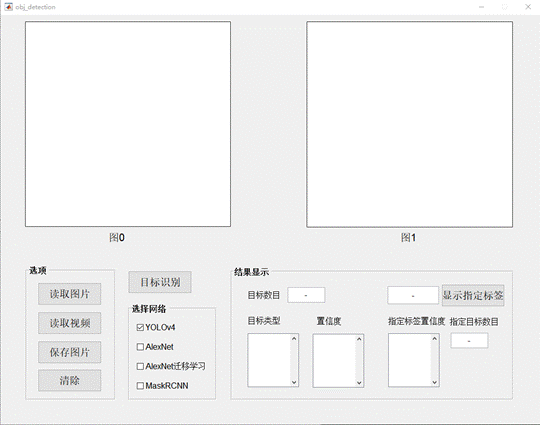 obj_detection
图0
图1
选项
读取图片
读取视频
保存图片
清除
目标识别
选择网络
YOLOv4
AlexNet
AlexNet迁移学习
MaskRCNN
结果显示
目标数目
-
-
显示指定标签
目标类型
置信度
指定标签置信度
指定目标数目
-